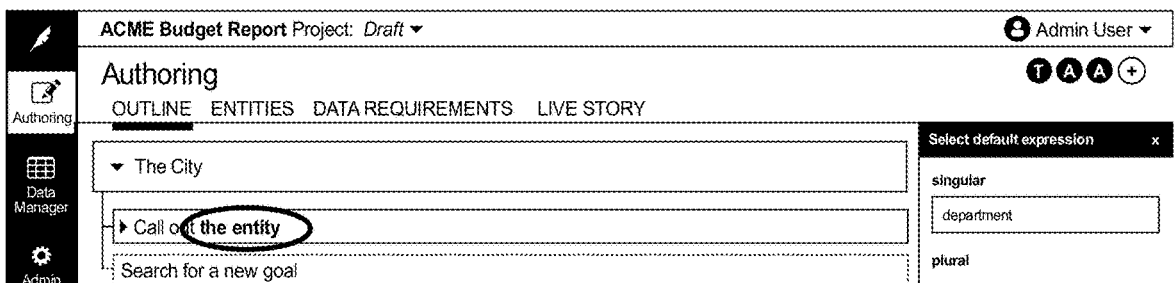 ACME Budget Report Project: Draft
Admin User
Authoring
T A A +
Authoring
OUTLINE ENTITIES DATA REQUIREMENTS LIVE STORY
Select default expression x
The City
singular
Data
Manager
department
Call out the entity
plural
Search for a new goal
Admin